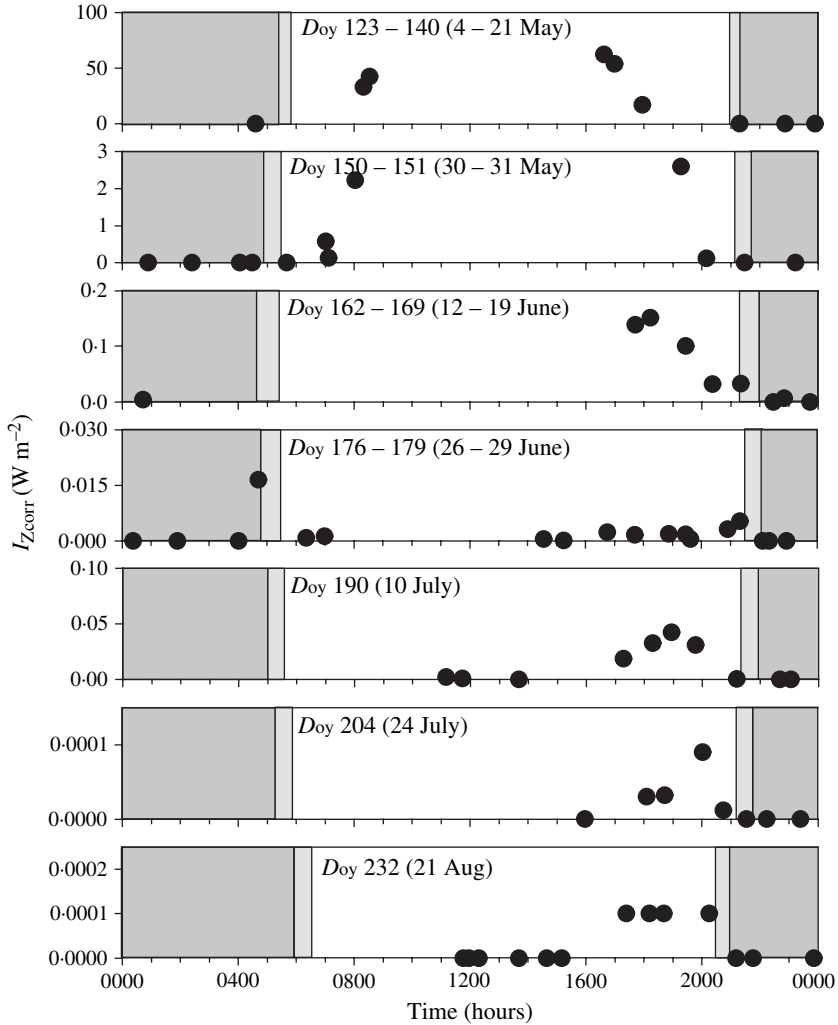 100
50
0
Doy 123 – 140 (4 – 21 May)
3
2
1
0
Doy 150 – 151 (30 – 31 May)
0·2
0·1
0·0
Doy 162 – 169 (12 – 19 June)
0·030
0·015
0·000
Doy 176 – 179 (26 – 29 June)
0·10
0·05
0·00
Doy 190 (10 July)
0·0001
0·0000
Doy 204 (24 July)
0·0002
0·0001
0·0000
Doy 232 (21 Aug)
IZcorr (W m–2)
0000 0400 0800 1200 1600 2000 0000
Time (hours)